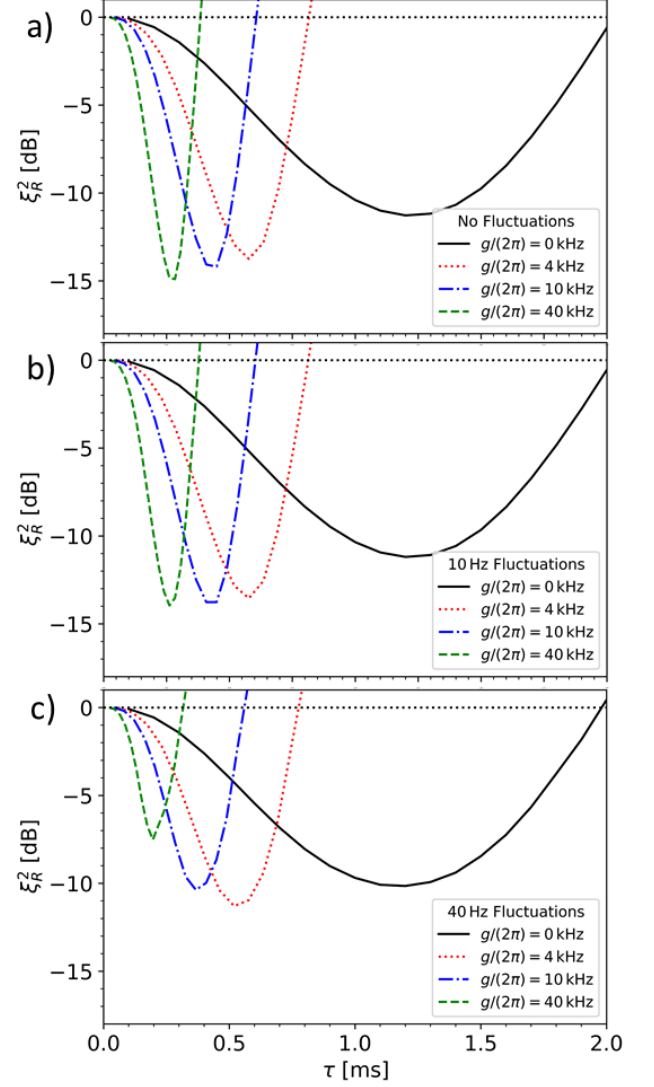 a)
0
−5
−10
−15
ξ_R^2 [dB]
No Fluctuations
g/(2π) = 0 kHz
g/(2π) = 4 kHz
g/(2π) = 10 kHz
g/(2π) = 40 kHz
b)
0
−5
−10
−15
ξ_R^2 [dB]
10 Hz Fluctuations
g/(2π) = 0 kHz
g/(2π) = 4 kHz
g/(2π) = 10 kHz
g/(2π) = 40 kHz
c)
0
−5
−10
−15
ξ_R^2 [dB]
40 Hz Fluctuations
g/(2π) = 0 kHz
g/(2π) = 4 kHz
g/(2π) = 10 kHz
g/(2π) = 40 kHz
0.0 0.5 1.0 1.5 2.0
τ [ms]